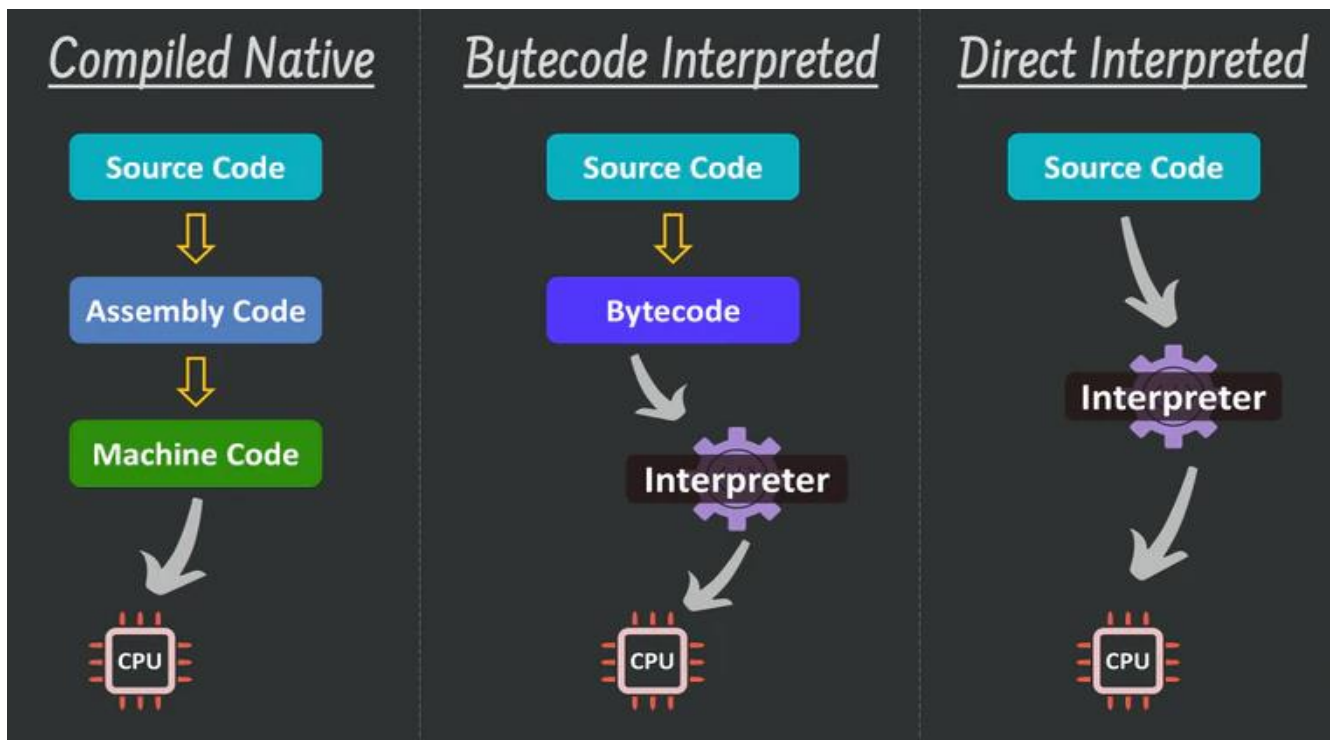 Compiled Native
Source Code
Assembly Code
Machine Code
CPU
Bytecode Interpreted
Source Code
Bytecode
Interpreter
CPU
Direct Interpreted
Source Code
Interpreter
CPU